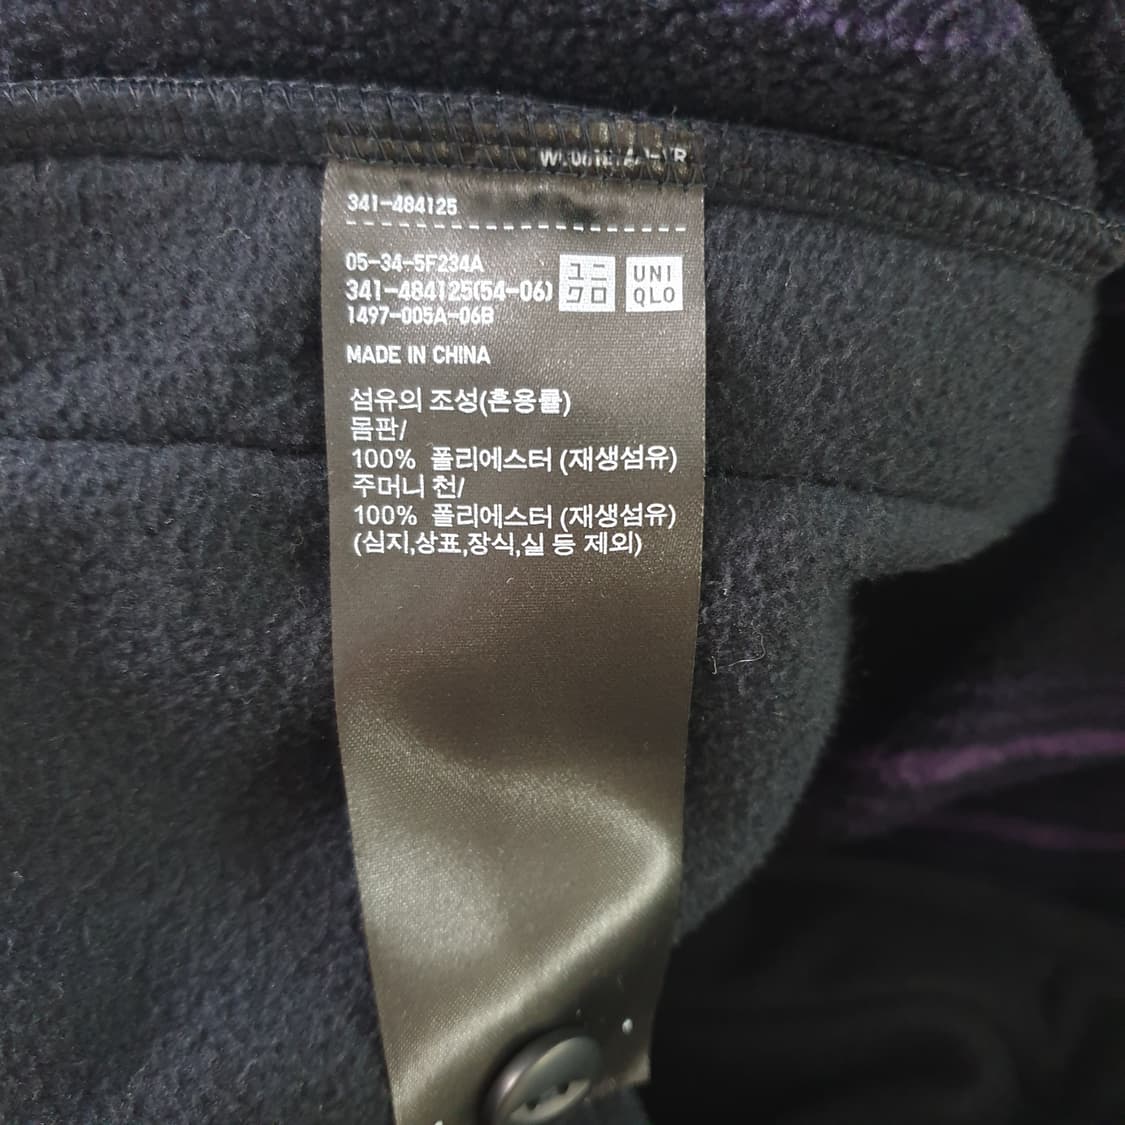 341-484125
05-34-5F234A
341-484125(54-06)
1497-005A-06B
ユニ
クロ
UNI
QLO
MADE IN CHINA
섬유의 조성(혼용률)
몸판/
100% 폴리에스터 (재생섬유)
주머니 천/
100% 폴리에스터 (재생섬유)
(심지,상표,장식,실 등 제외)